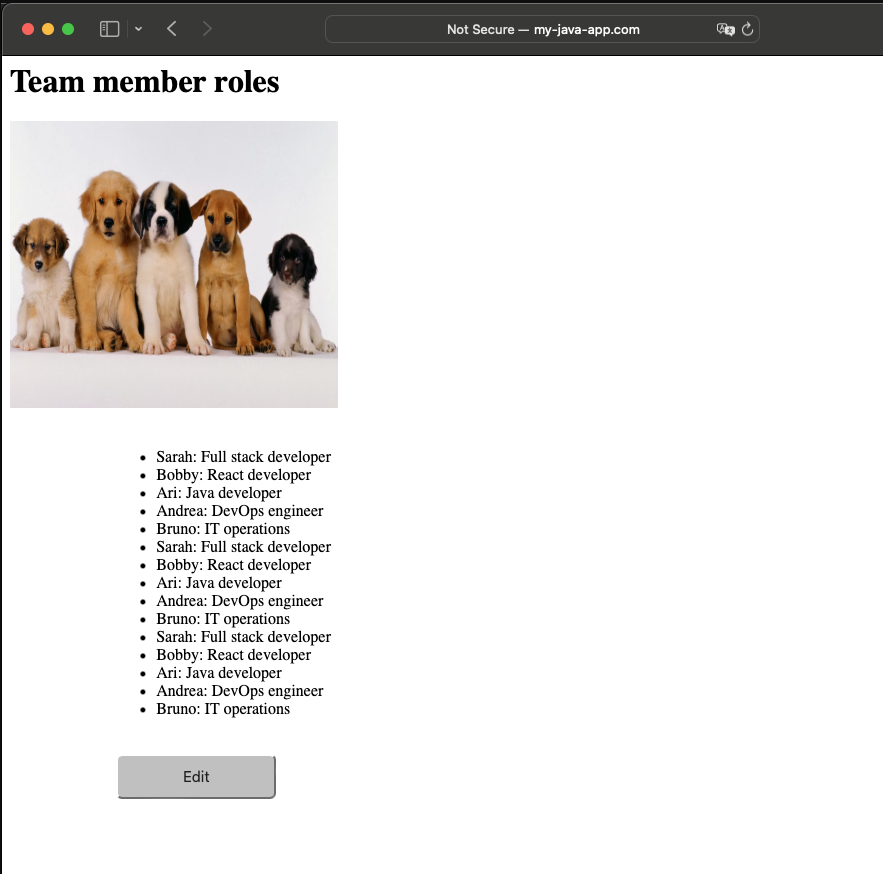 Not Secure — my-java-app.com
Team member roles
Sarah: Full stack developer
Bobby: React developer
Ari: Java developer
Andrea: DevOps engineer
Bruno: IT operations
Sarah: Full stack developer
Bobby: React developer
Ari: Java developer
Andrea: DevOps engineer
Bruno: IT operations
Sarah: Full stack developer
Bobby: React developer
Ari: Java developer
Andrea: DevOps engineer
Bruno: IT operations
Edit